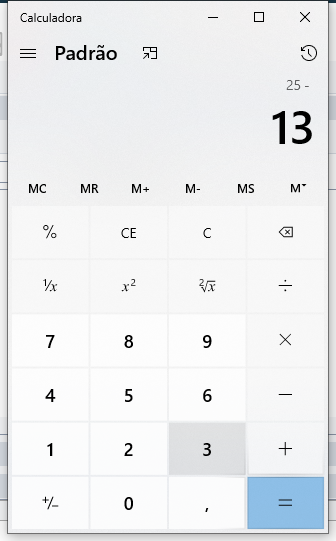 Calculadora
Padrão
25 -
13
MC MR M+ M- MS M▾
% CE C
⅟x x² ²√x ÷
7 8 9 ×
4 5 6 −
1 2 3 +
+/− 0 , =